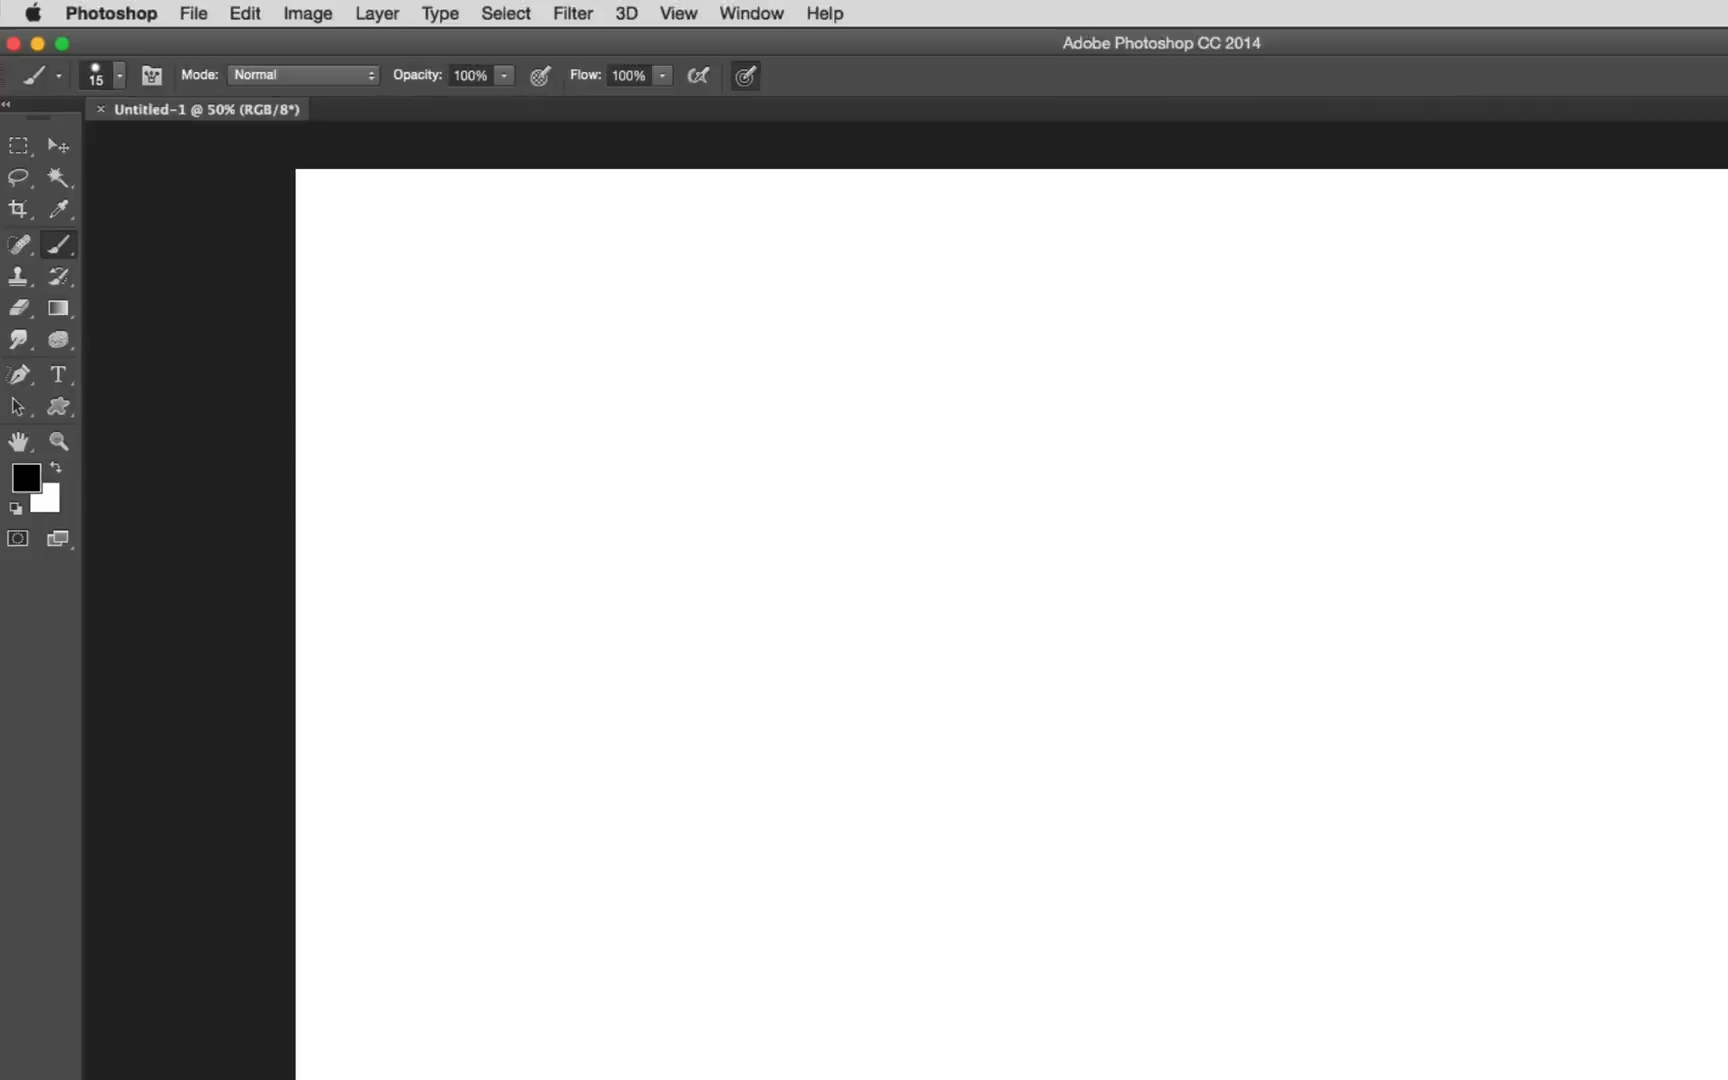 Photoshop File Edit Image Layer Type Select Filter 3D View Window Help
Adobe Photoshop CC 2014
15 Mode: Normal Opacity: 100% Flow: 100%
× Untitled-1 @ 50% (RGB/8*)
T